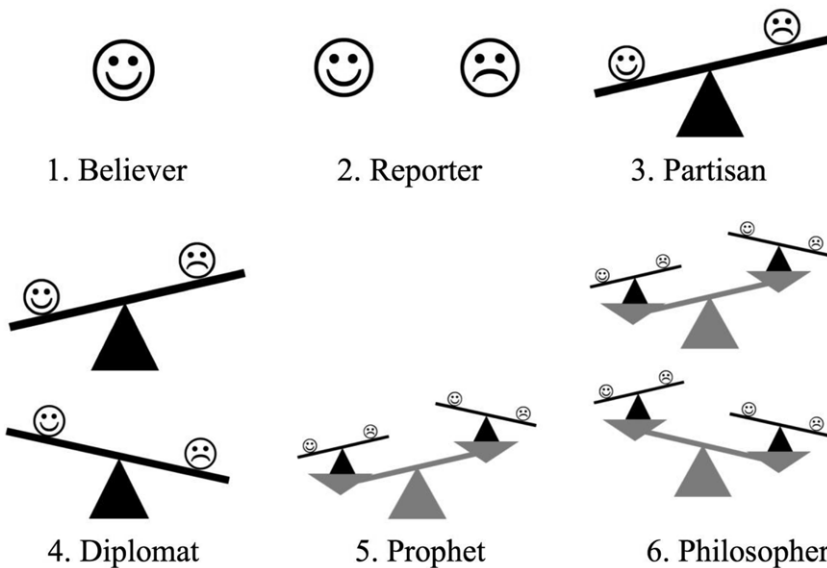 1. Believer
2. Reporter
3. Partisan
4. Diplomat
5. Prophet
6. Philosopher